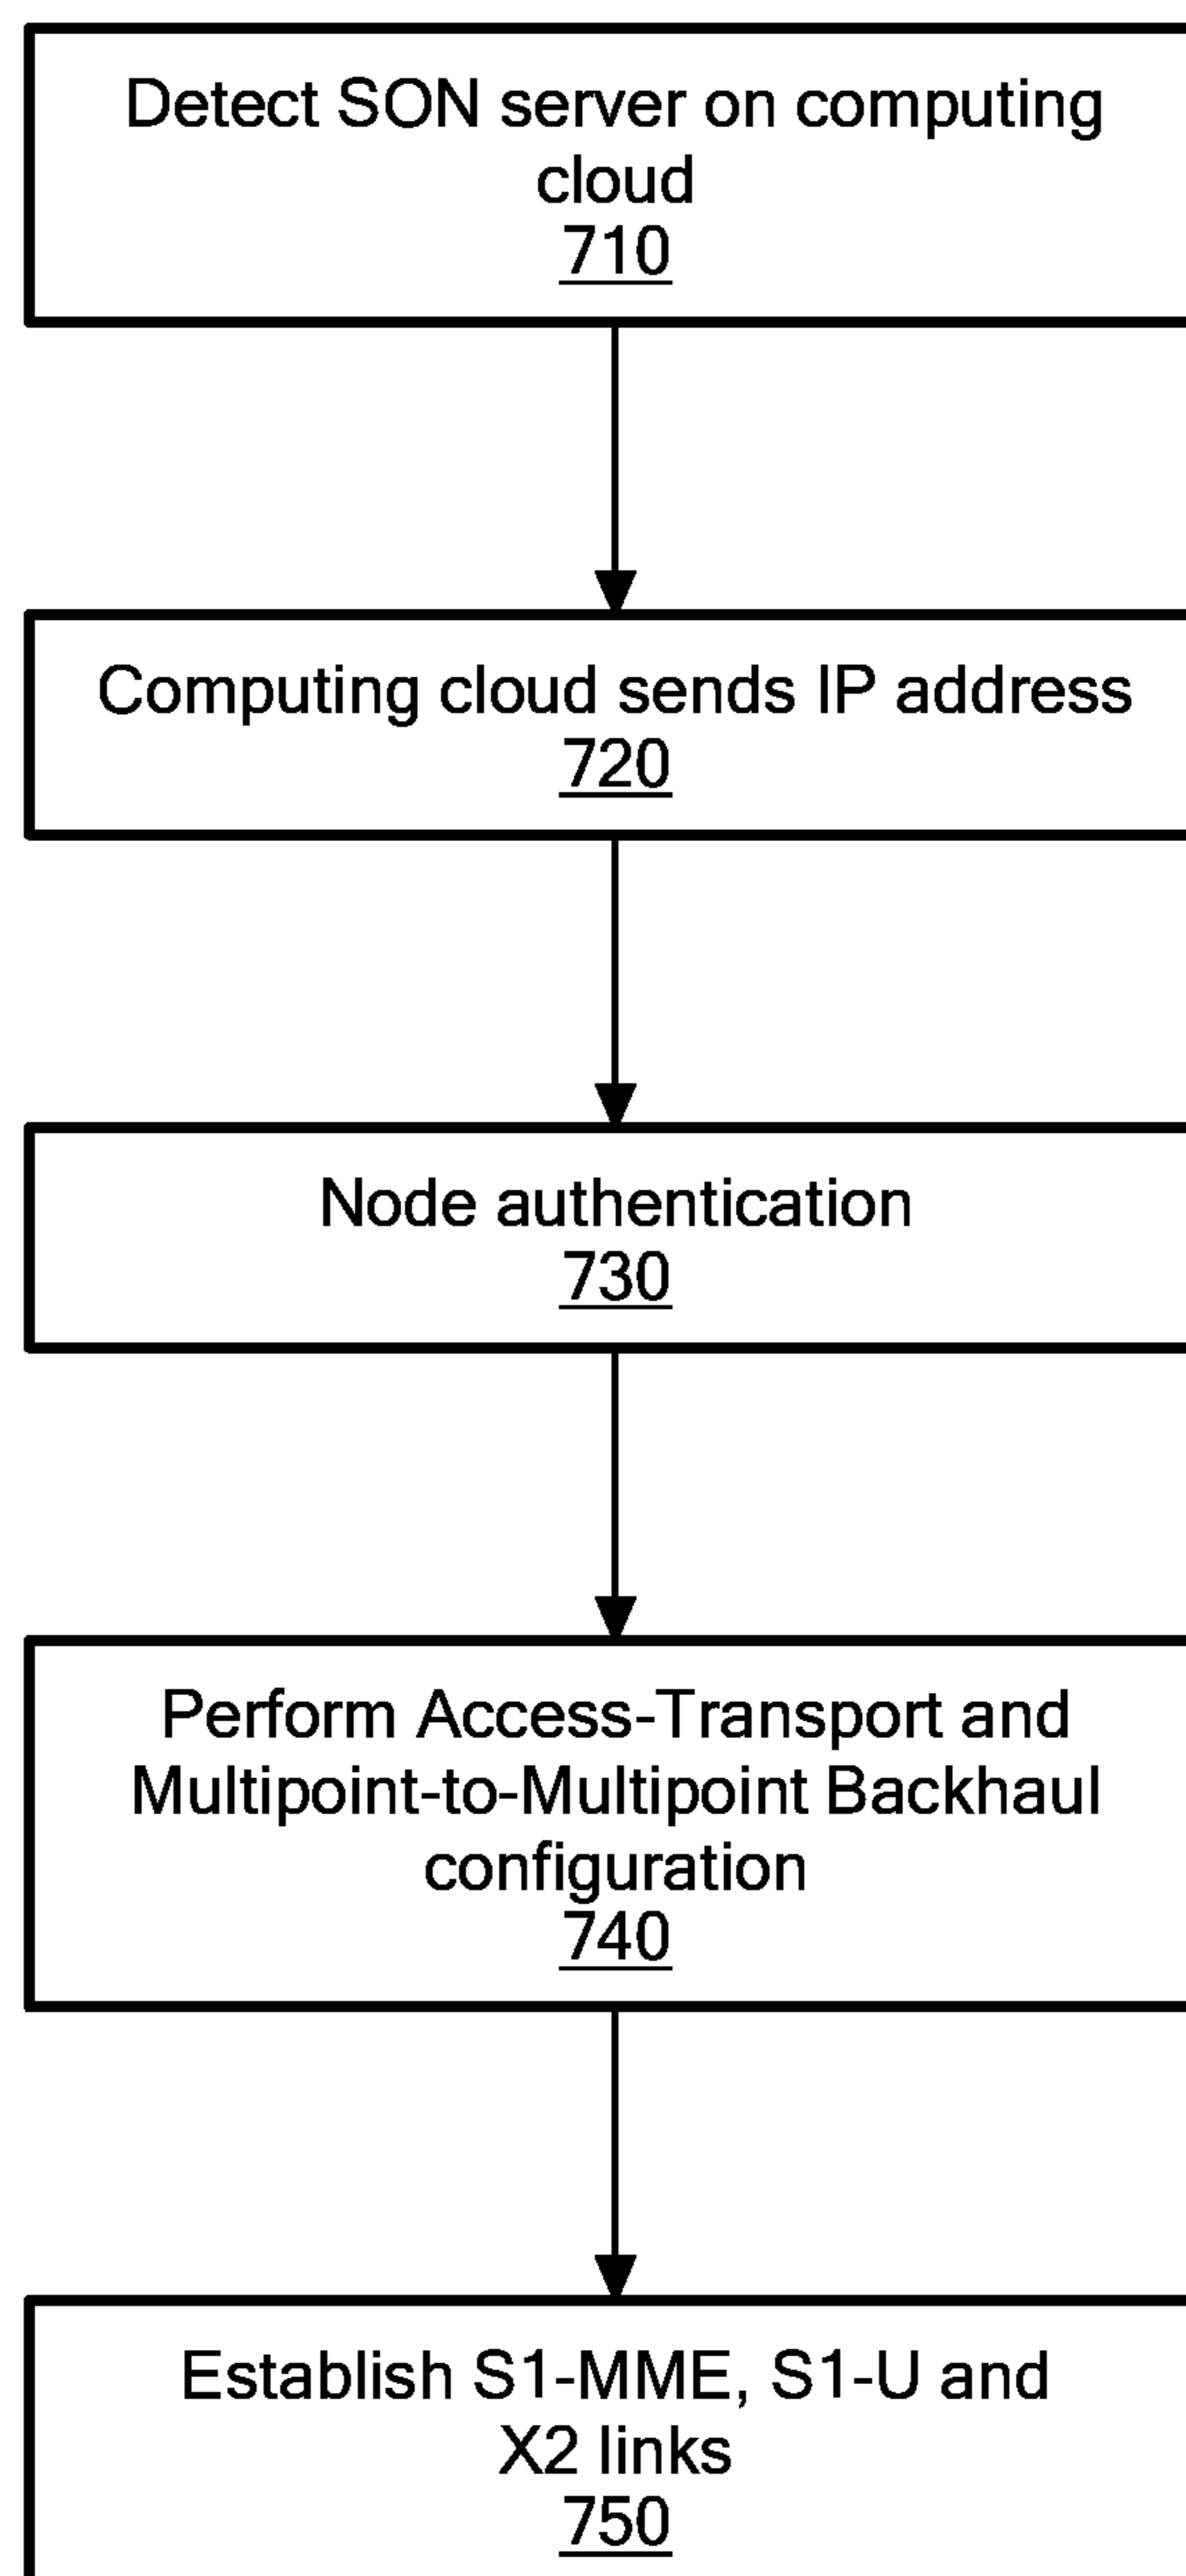 Detect SON server on computing
cloud
710
Computing cloud sends IP address
720
Node authentication
730
Perform Access-Transport and
Multipoint-to-Multipoint Backhaul
configuration
740
Establish S1-MME, S1-U and
X2 links
750